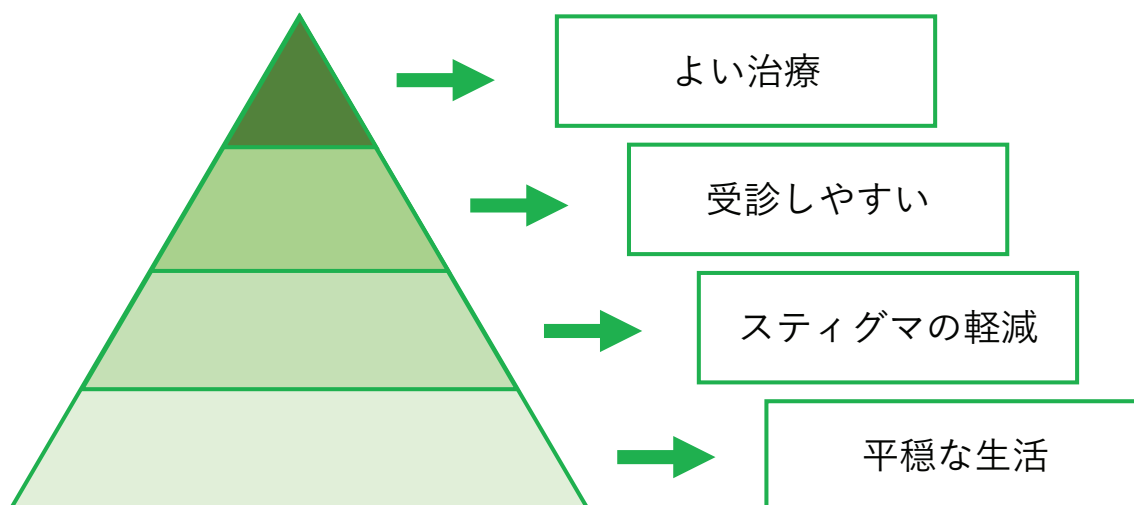 よい治療
受診しやすい
スティグマの軽減
平穏な生活